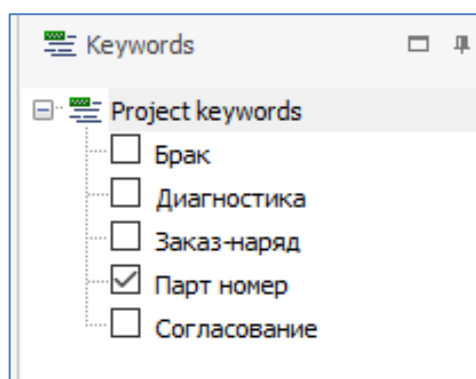 Keywords
Project keywords
Брак
Диагностика
Заказ-наряд
Парт номер
Согласование